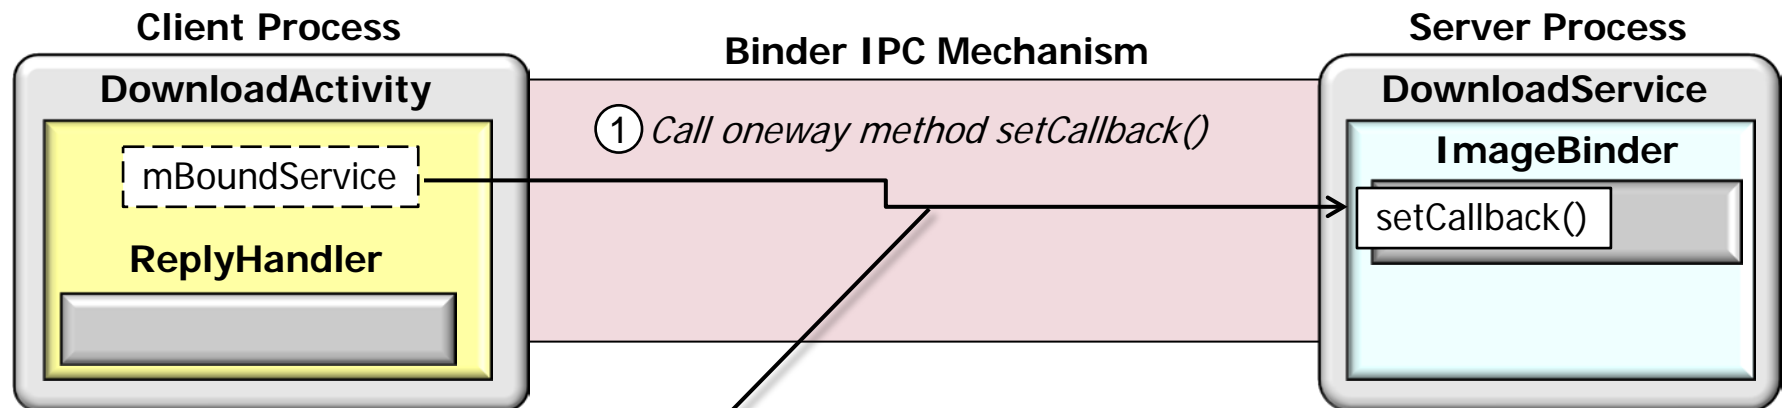 Client Process
Binder IPC Mechanism
Server Process
DownloadActivity
DownloadService
1 Call oneway method setCallback()
mBoundService
ImageBinder
setCallback()
ReplyHandler